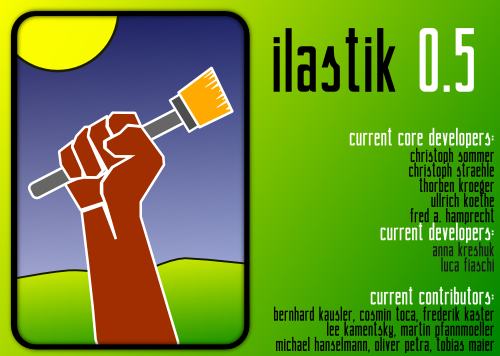 ilastik 0.5
current core developers:
christoph sommer
christoph straehle
thorben kroeger
ullrich koethe
fred a. hamprecht
current developers:
anna kreshuk
luca fiaschi
current contributors:
bernhard kausler, cosmin toca, frederik kaster
lee kamentsky, martin pfannmoeller
michael hanselmann, oliver petra, tobias maier